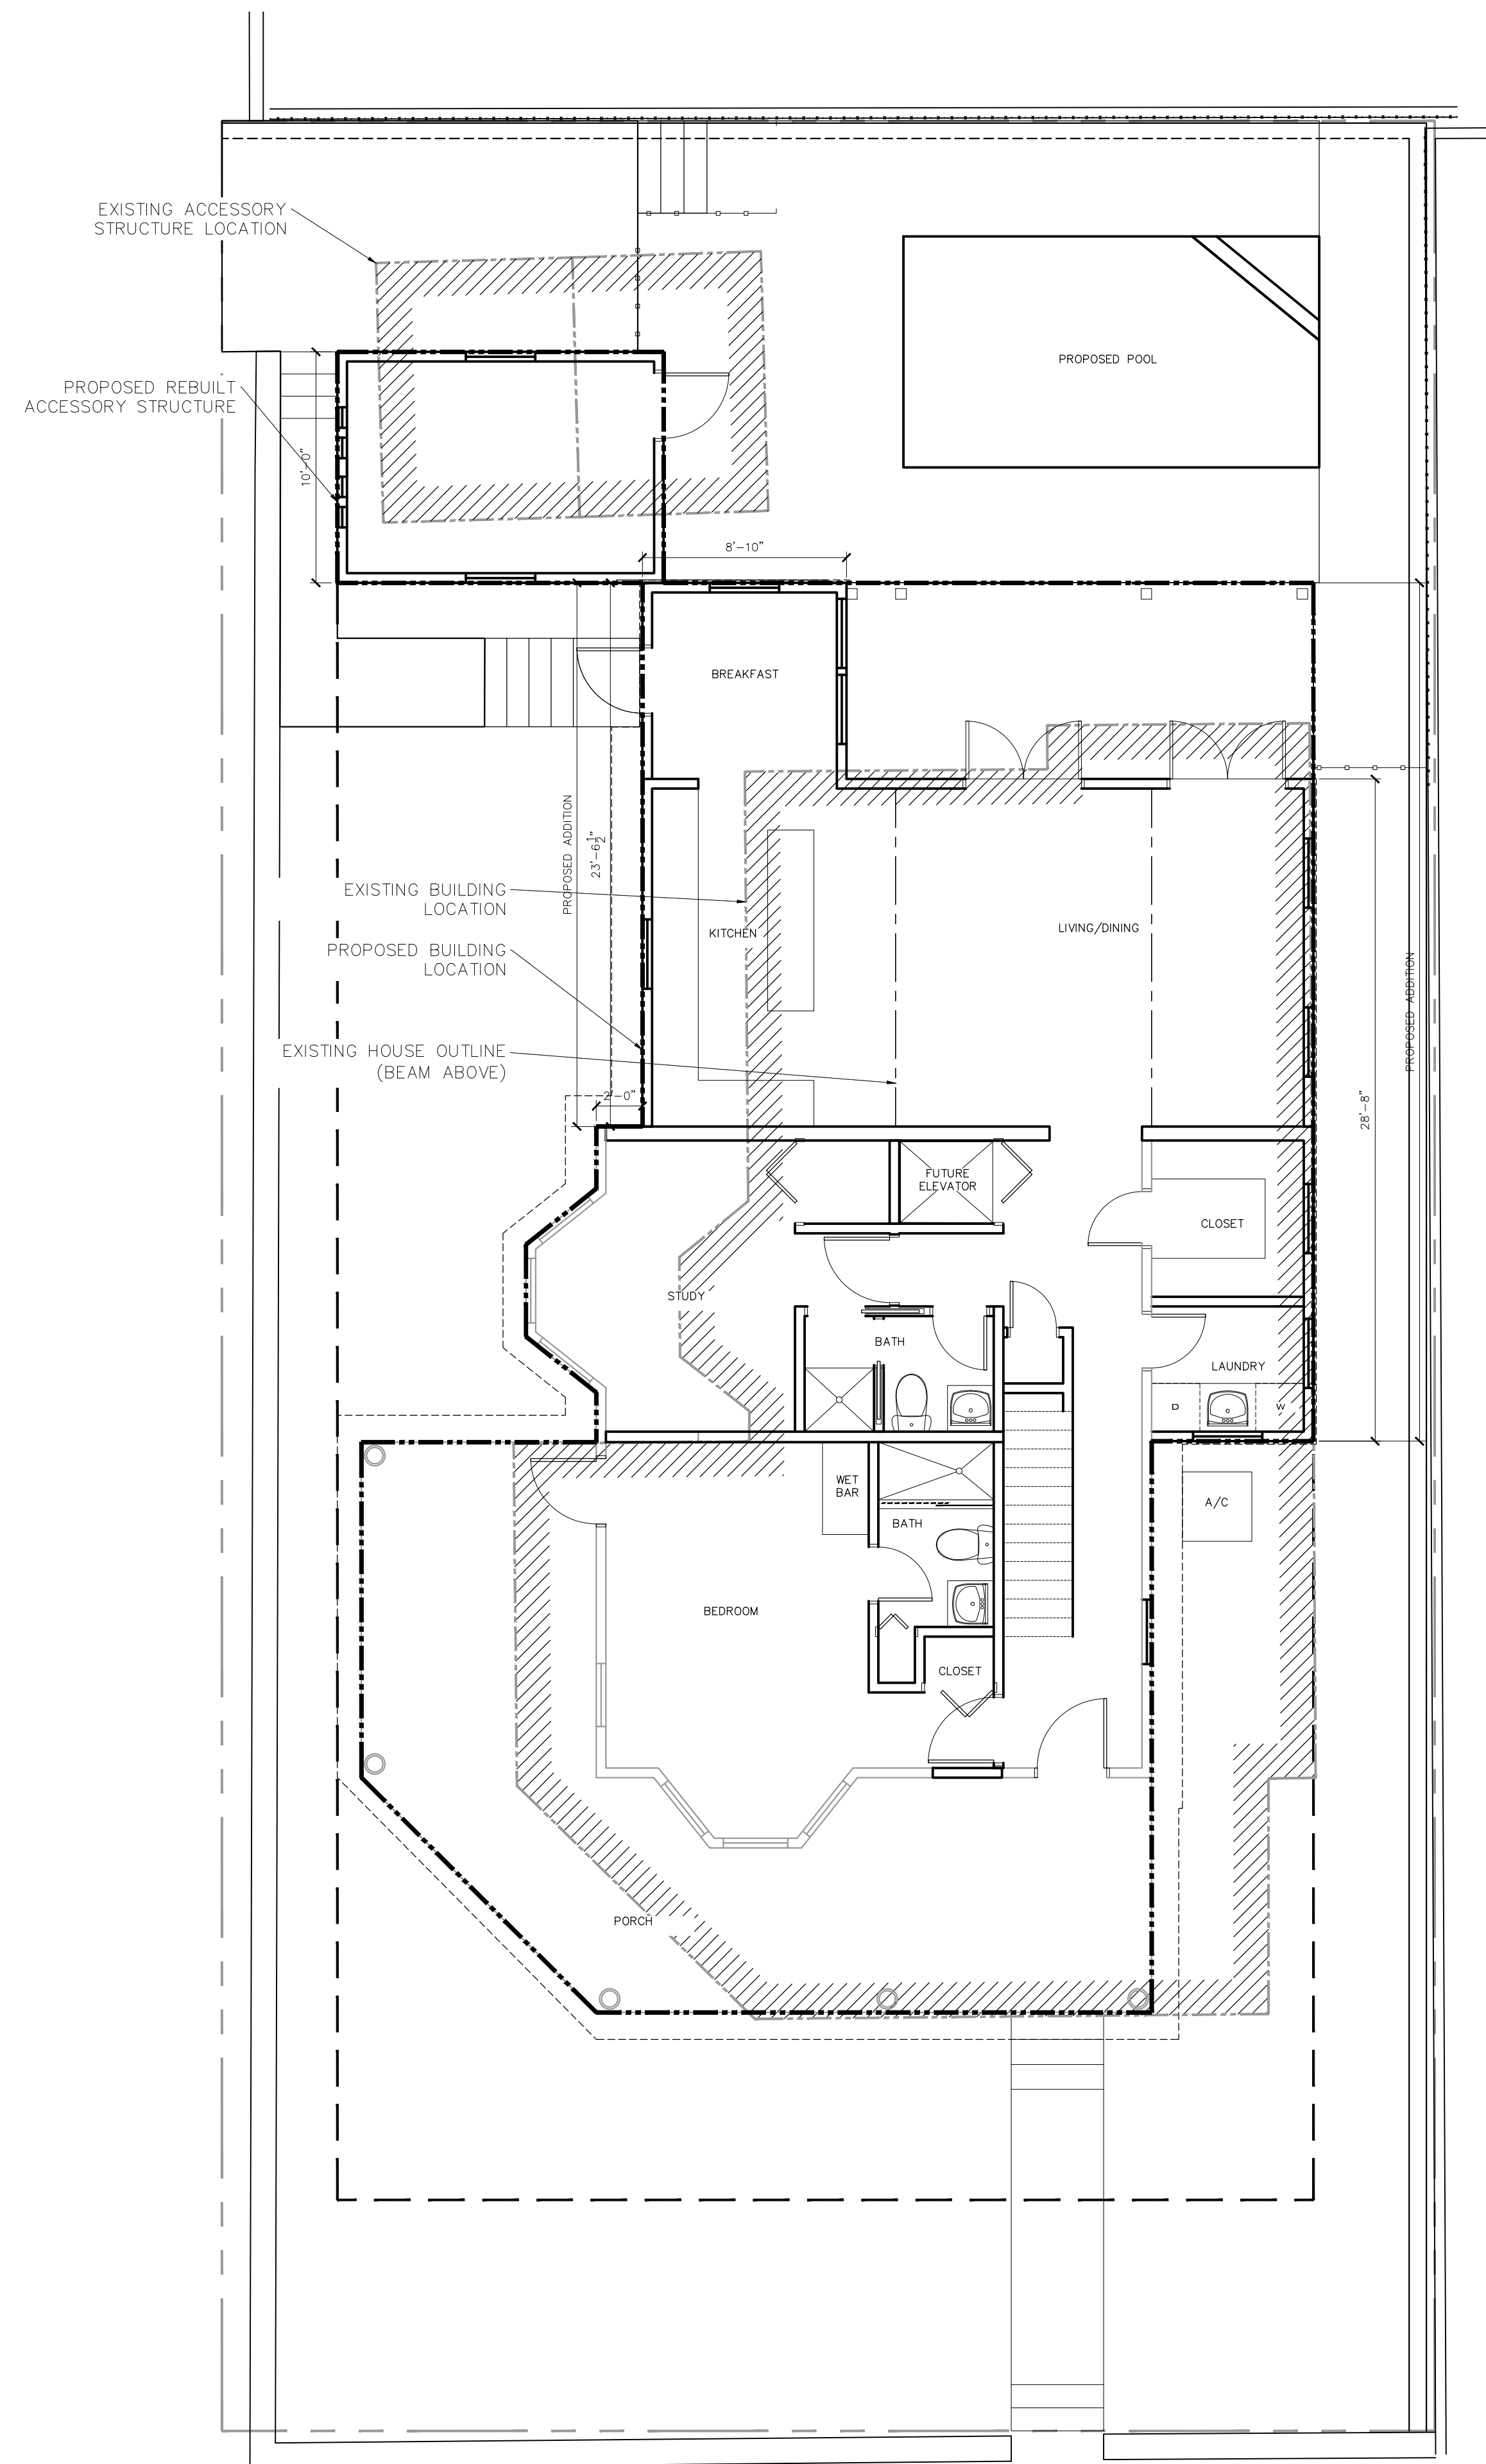 EXISTING ACCESSORY
STRUCTURE LOCATION
PROPOSED POOL
PROPOSED REBUILT
ACCESSORY STRUCTURE
10'-0"
8'-10"
BREAKFAST
PROPOSED ADDITION
23'-6½"
EXISTING BUILDING
LOCATION
KITCHEN
LIVING/DINING
PROPOSED BUILDING
LOCATION
PROPOSED ADDITION
EXISTING HOUSE OUTLINE
(BEAM ABOVE)
2'-0"
28'-8"
FUTURE
ELEVATOR
CLOSET
STUDY
BATH
LAUNDRY
D
W
WET
BAR
A/C
BATH
BEDROOM
CLOSET
PORCH